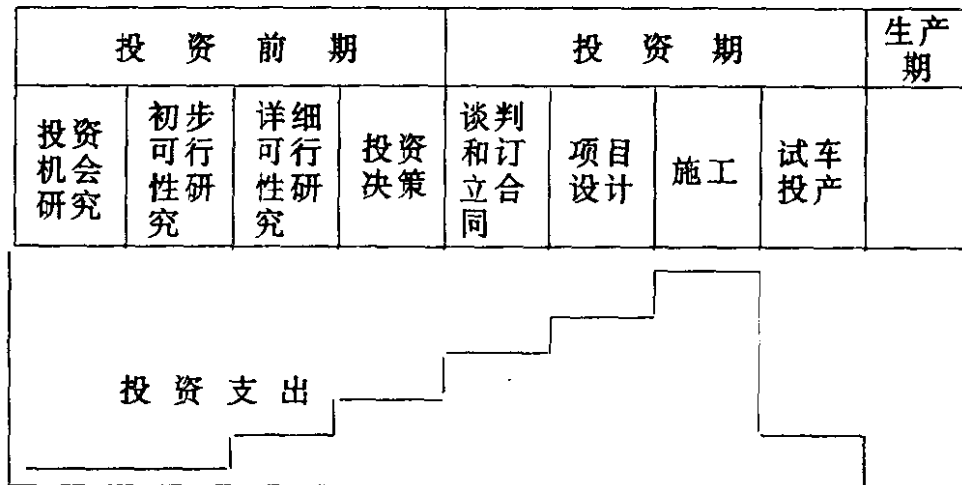 投资前期
投资期
生产
期
投资
机会
研究
初步
可行
性研
究
详细
可行
性研
究
投资
决策
谈判
和订
立合
同
项目
设计
施工
试车
投产
投资支出